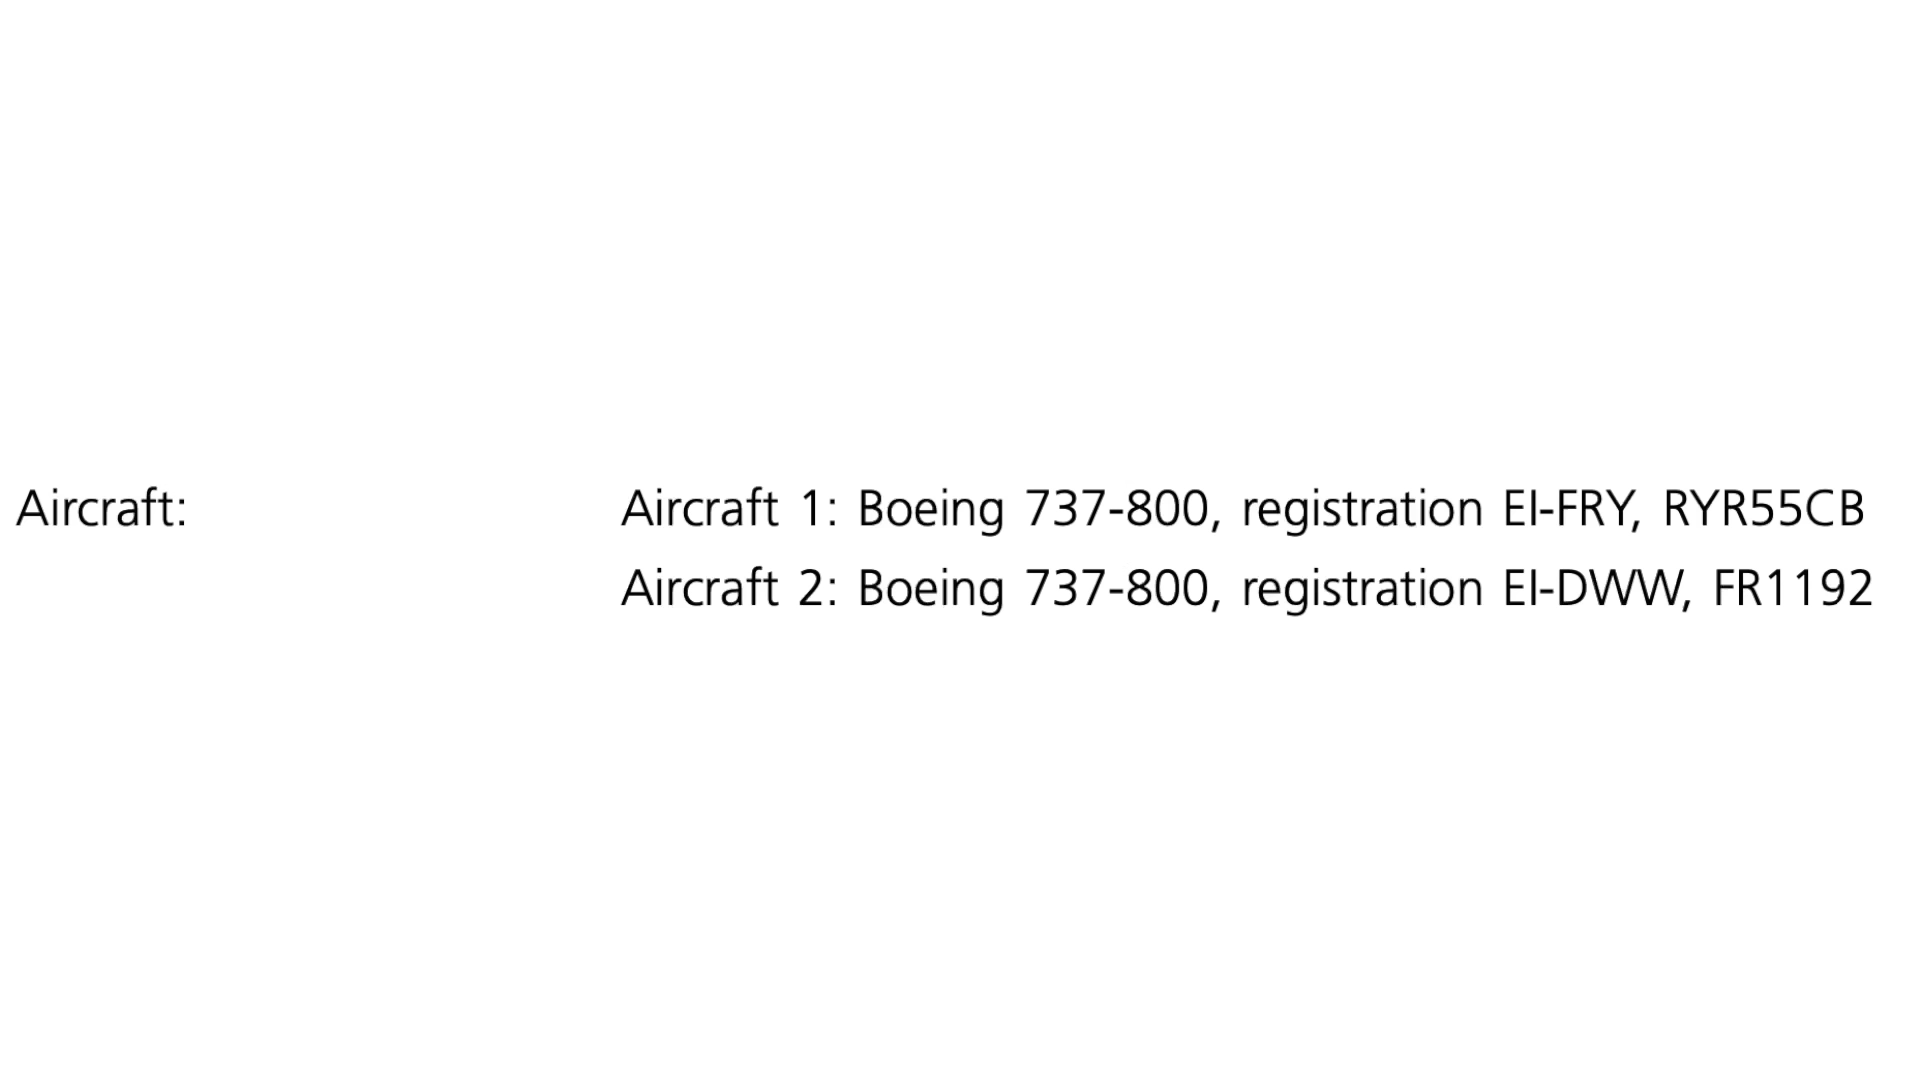 Aircraft: Aircraft 1: Boeing 737-800, registration EI-FRY, RYR55CB
Aircraft 2: Boeing 737-800, registration EI-DWW, FR1192